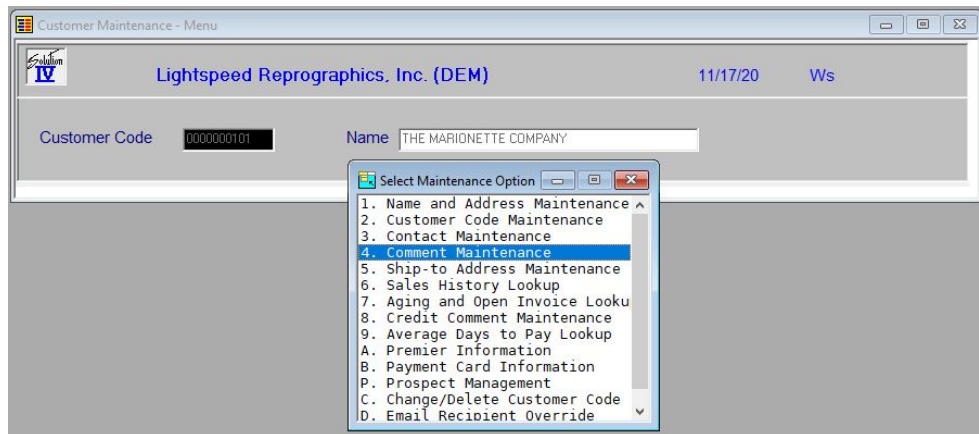 Customer Maintenance - Menu
Solution
IV
Lightspeed Reprographics, Inc. (DEM) 11/17/20 Ws
Customer Code 0000000101 Name THE MARIONETTE COMPANY
Select Maintenance Option
1. Name and Address Maintenance
2. Customer Code Maintenance
3. Contact Maintenance
4. Comment Maintenance
5. Ship-to Address Maintenance
6. Sales History Lookup
7. Aging and Open Invoice Looku
8. Credit Comment Maintenance
9. Average Days to Pay Lookup
A. Premier Information
B. Payment Card Information
P. Prospect Management
C. Change/Delete Customer Code
D. Email Recipient Override